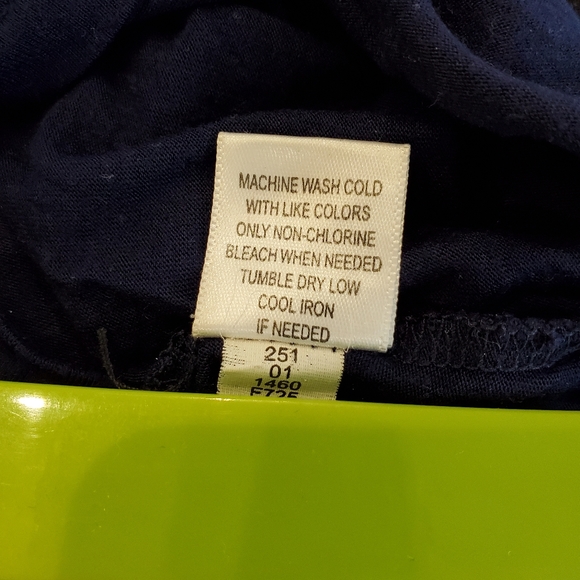 MACHINE WASH COLD
WITH LIKE COLORS
ONLY NON-CHLORINE
BLEACH WHEN NEEDED
TUMBLE DRY LOW
COOL IRON
IF NEEDED
251
01
1460
F725